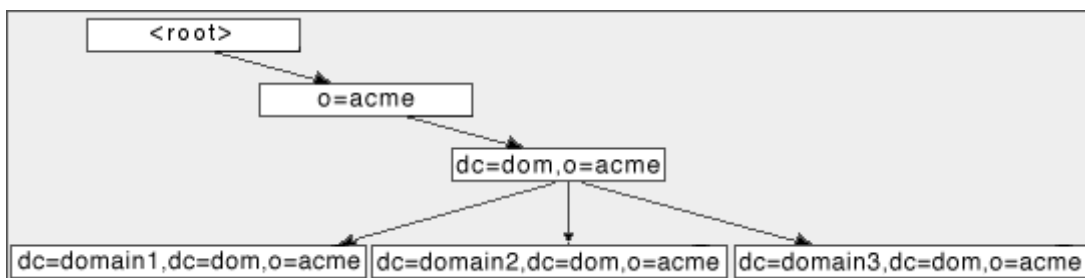 <root>
o=acme
dc=dom,o=acme
dc=domain1,dc=dom,o=acme
dc=domain2,dc=dom,o=acme
dc=domain3,dc=dom,o=acme